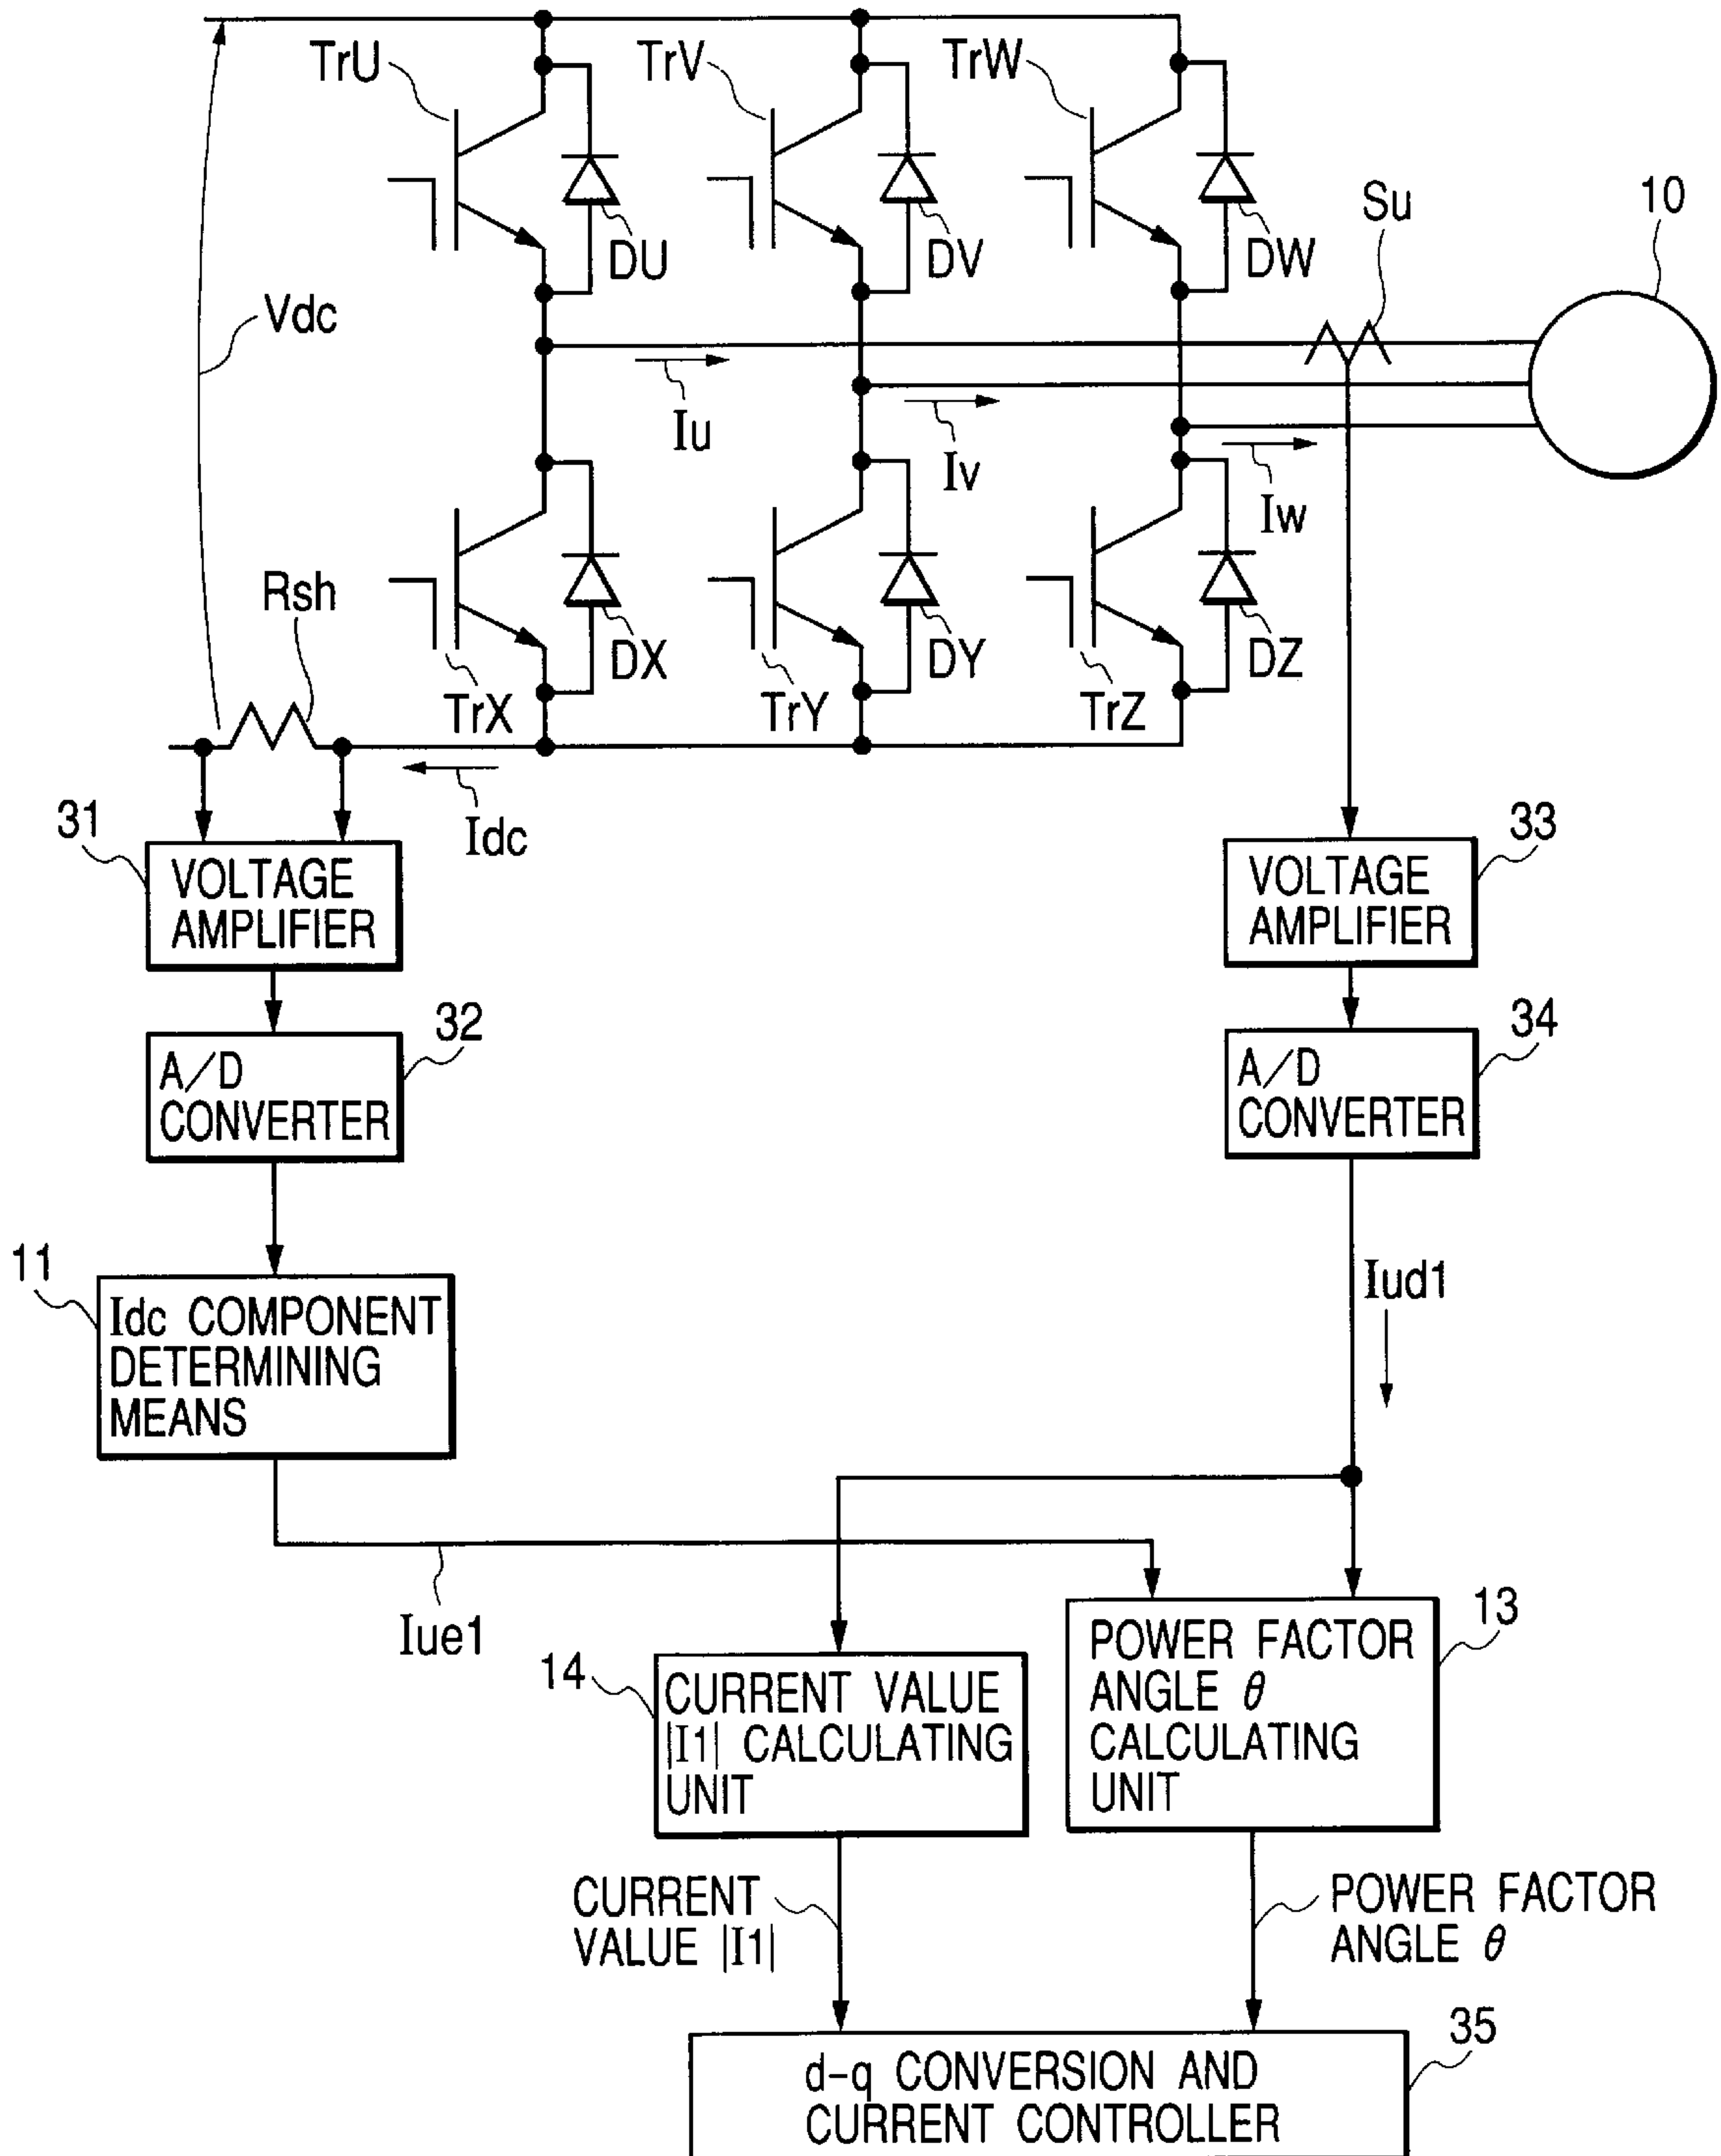 TrU
TrV
TrW
Su
10
DU
DV
DW
Vdc
Iu
Iv
Iw
Rsh
DX
DY
DZ
TrX
TrY
TrZ
Idc
31
VOLTAGE
AMPLIFIER
33
VOLTAGE
AMPLIFIER
32
A/D
CONVERTER
34
A/D
CONVERTER
11
Idc COMPONENT
DETERMINING
MEANS
Iud1
Iue1
14
CURRENT VALUE
|I1| CALCULATING
UNIT
13
POWER FACTOR
ANGLE θ
CALCULATING
UNIT
CURRENT
VALUE |I1|
POWER FACTOR
ANGLE θ
35
d-q CONVERSION AND
CURRENT CONTROLLER